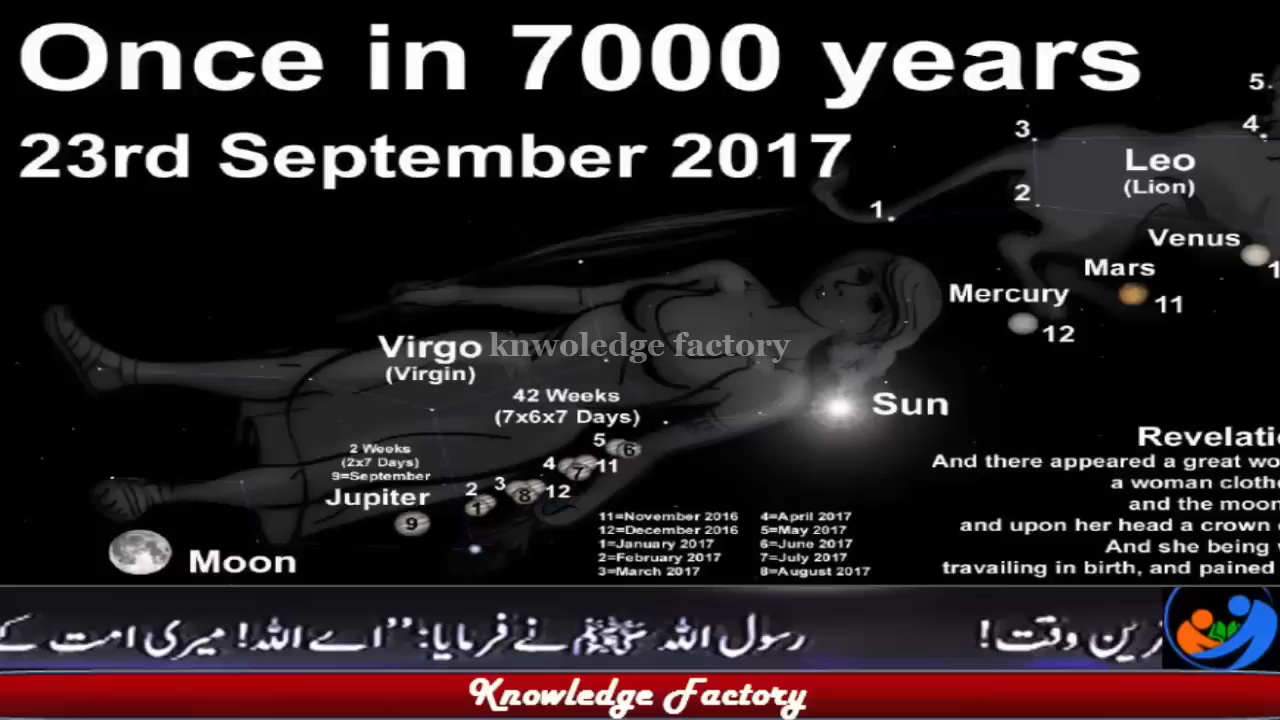 Once in 7000 years
23rd September 2017
5.
3.
4.
Leo
(Lion)
2
1.
Venus
1
Mars
11
Mercury
12
Virgo
(Virgin)
knwoledge factory
42 Weeks
(7x6x7 Days)
Sun
5
6
4
7
11
2 Weeks
(2x7 Days)
9=September
Jupiter
9
2
1
3
8
12
Moon
11=November 2016
12=December 2016
1=January 2017
2=February 2017
3=March 2017
4=April 2017
5=May 2017
6=June 2017
7=July 2017
8=August 2017
Revelati
And there appeared a great wo
a woman cloth
and the moon
and upon her head a crown
And she being
travailing in birth, and pained
رین وقت! رسول اللہ ﷺ نے فرمایا: ”اے اللہ! میری امت کے
Knowledge Factory